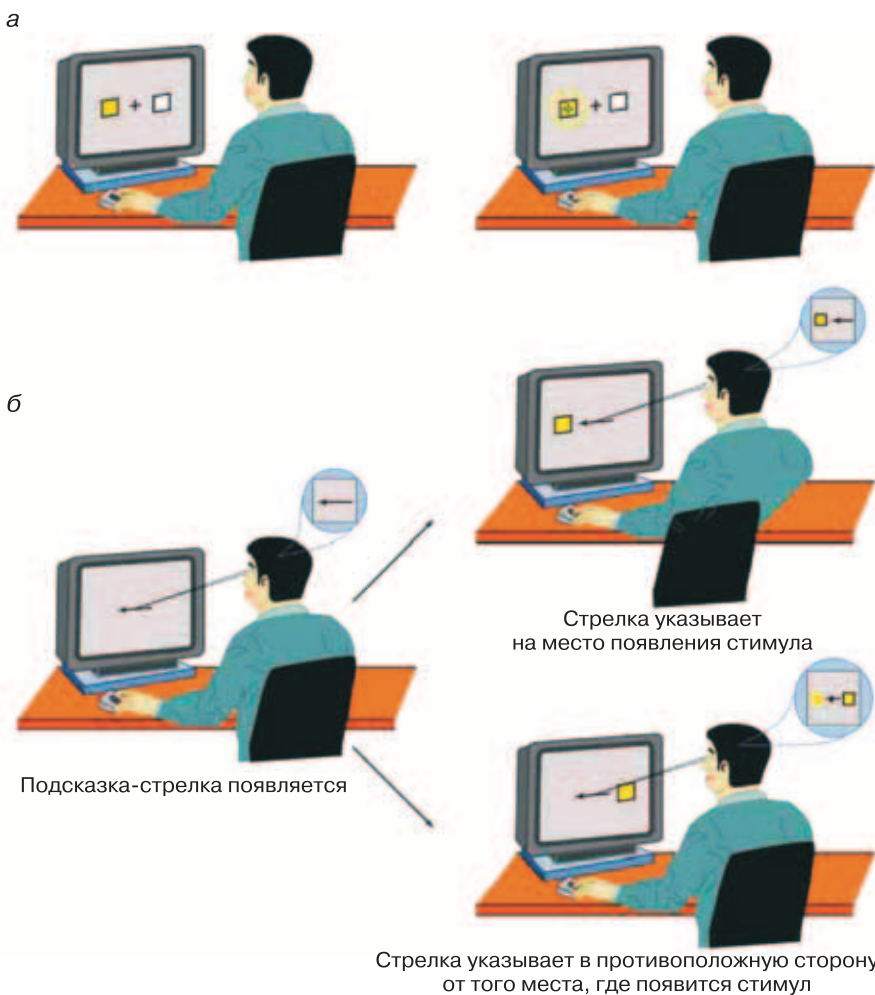 а
б
Стрелка указывает
на место появления стимула
Подсказка-стрелка появляется
Стрелка указывает в противоположную сторону
от того места, где появится стимул